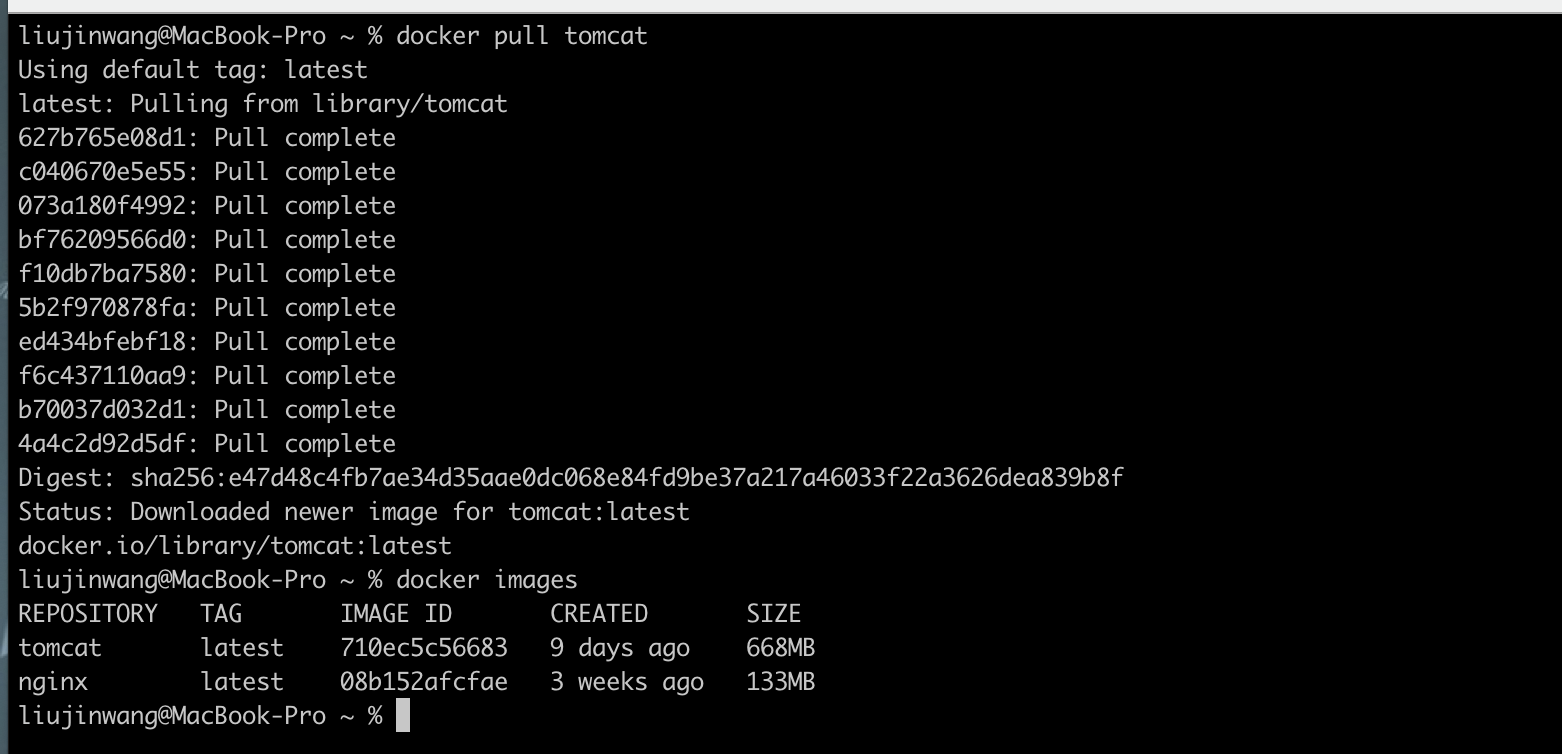 liujinwang@MacBook-Pro ~ % docker pull tomcat
Using default tag: latest
latest: Pulling from library/tomcat
627b765e08d1: Pull complete
c040670e5e55: Pull complete
073a180f4992: Pull complete
bf76209566d0: Pull complete
f10db7ba7580: Pull complete
5b2f970878fa: Pull complete
ed434bfebf18: Pull complete
f6c437110aa9: Pull complete
b70037d032d1: Pull complete
4a4c2d92d5df: Pull complete
Digest: sha256:e47d48c4fb7ae34d35aae0dc068e84fd9be37a217a46033f22a3626dea839b8f
Status: Downloaded newer image for tomcat:latest
docker.io/library/tomcat:latest
liujinwang@MacBook-Pro ~ % docker images
REPOSITORY   TAG       IMAGE ID       CREATED       SIZE
tomcat       latest    710ec5c56683   9 days ago    668MB
nginx        latest    08b152afcfae   3 weeks ago   133MB
liujinwang@MacBook-Pro ~ %